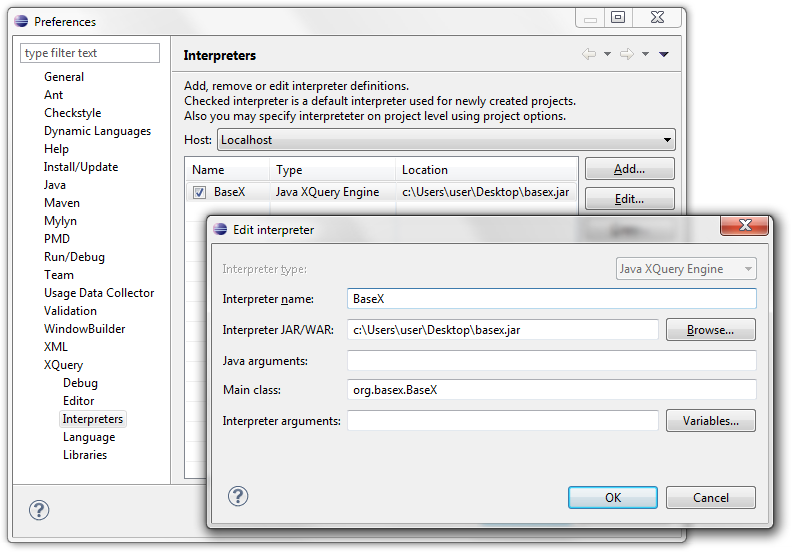 Preferences
type filter text
General
Ant
Checkstyle
Dynamic Languages
Help
Install/Update
Java
Maven
Mylyn
PMD
Run/Debug
Team
Usage Data Collector
Validation
WindowBuilder
XML
XQuery
Debug
Editor
Interpreters
Language
Libraries
Interpreters
Add, remove or edit interpreter definitions.
Checked interpreter is a default interpreter used for newly created projects.
Also you may specify interpreteter on project level using project options.
Host: Localhost
Name Type Location
BaseX Java XQuery Engine c:\Users\user\Desktop\basex.jar
Add...
Edit...
Edit interpreter
Interpreter type: Java XQuery Engine
Interpreter name: BaseX
Interpreter JAR/WAR: c:\Users\user\Desktop\basex.jar Browse...
Java arguments:
Main class: org.basex.BaseX
Interpreter arguments: Variables...
? OK Cancel
?